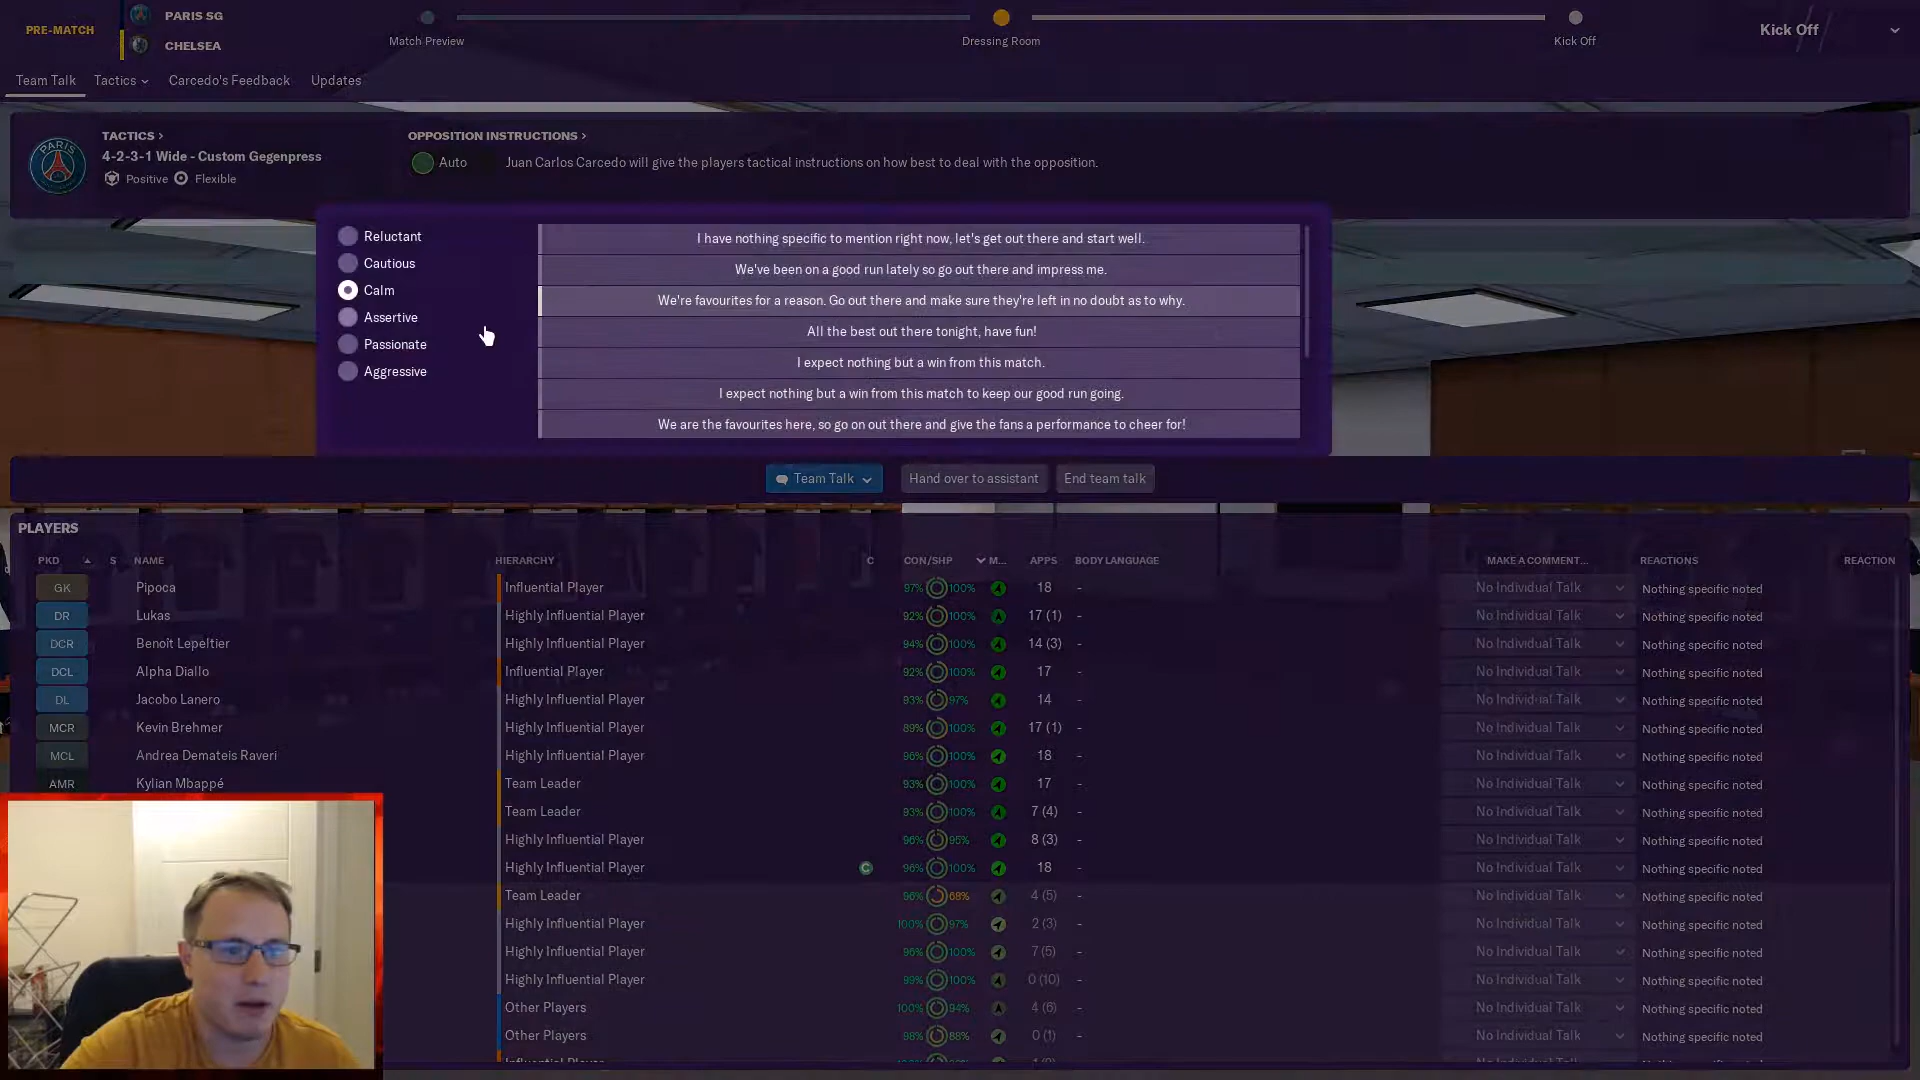 PRE-MATCH
PARIS SG
CHELSEA
Match Preview
Dressing Room
Kick Off
Kick Off
Team Talk Tactics Carcedo's Feedback Updates
TACTICS >
4-2-3-1 Wide - Custom Gegenpress
Positive Flexible
OPPOSITION INSTRUCTIONS >
Auto Juan Carlos Carcedo will give the players tactical instructions on how best to deal with the opposition.
Reluctant
Cautious
Calm
Assertive
Passionate
Aggressive
I have nothing specific to mention right now, let's get out there and start well.
We've been on a good run lately so go out there and impress me.
We're favourites for a reason. Go out there and make sure they're left in no doubt as to why.
All the best out there tonight, have fun!
I expect nothing but a win from this match.
I expect nothing but a win from this match to keep our good run going.
We are the favourites here, so go on out there and give the fans a performance to cheer for!
Team Talk Hand over to assistant End team talk
PLAYERS
PKD S NAME HIERARCHY C CON/SHP M... APPS BODY LANGUAGE MAKE A COMMENT... REACTIONS REACTION
GK Pipoca Influential Player 97% 100% 18 - No Individual Talk Nothing specific noted
DR Lukas Highly Influential Player 92% 100% 17 (1) - No Individual Talk Nothing specific noted
DCR Benoît Lepeltier Highly Influential Player 94% 100% 14 (3) - No Individual Talk Nothing specific noted
DCL Alpha Diallo Influential Player 92% 100% 17 - No Individual Talk Nothing specific noted
DL Jacobo Lanero Highly Influential Player 93% 97% 14 - No Individual Talk Nothing specific noted
MCR Kevin Brehmer Highly Influential Player 89% 100% 17 (1) - No Individual Talk Nothing specific noted
MCL Andrea Demateis Raveri Highly Influential Player 96% 100% 18 - No Individual Talk Nothing specific noted
AMR Kylian Mbappé Team Leader 93% 100% 17 - No Individual Talk Nothing specific noted
Team Leader 93% 100% 7 (4) - No Individual Talk Nothing specific noted
Highly Influential Player 96% 95% 8 (3) - No Individual Talk Nothing specific noted
Highly Influential Player C 96% 100% 18 - No Individual Talk Nothing specific noted
Team Leader 96% 68% 4 (5) - No Individual Talk Nothing specific noted
Highly Influential Player 100% 97% 2 (3) - No Individual Talk Nothing specific noted
Highly Influential Player 96% 100% 7 (5) - No Individual Talk Nothing specific noted
Highly Influential Player 99% 100% 0 (10) - No Individual Talk Nothing specific noted
Other Players 100% 94% 4 (6) - No Individual Talk Nothing specific noted
Other Players 98% 88% 0 (1) - No Individual Talk Nothing specific noted